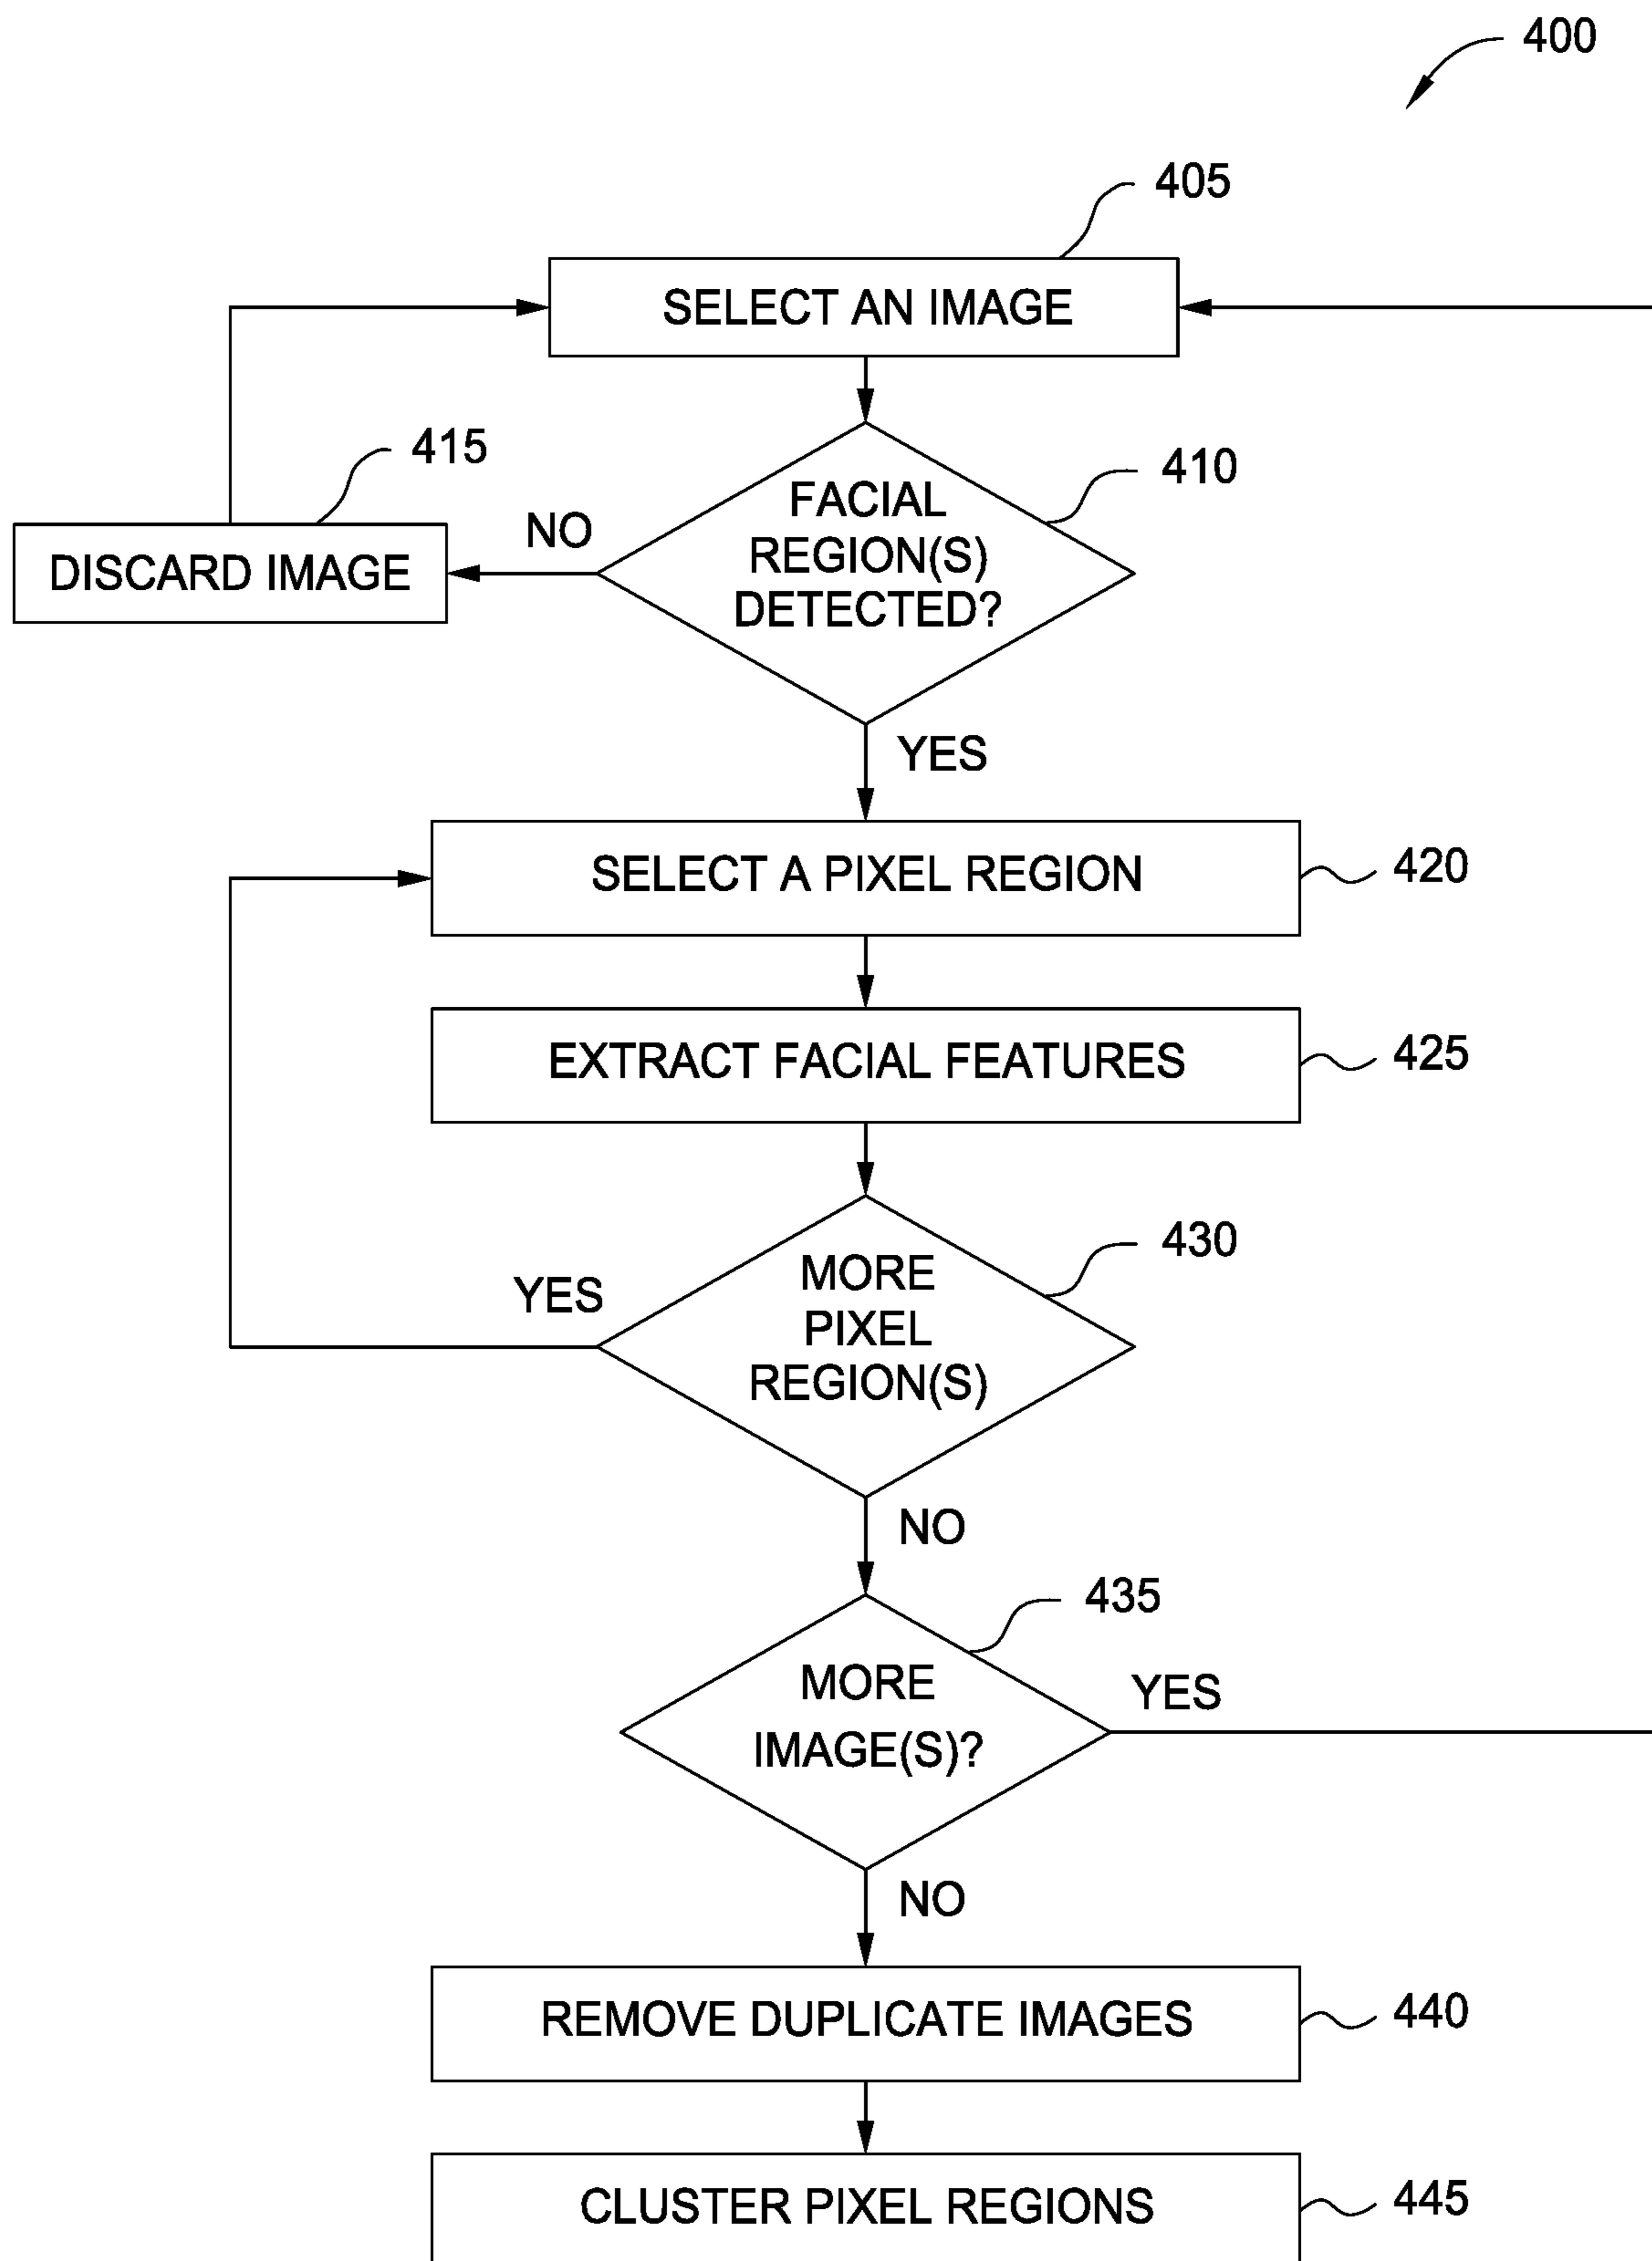 400
405
SELECT AN IMAGE
415
410
FACIAL
REGION(S)
DETECTED?
NO
DISCARD IMAGE
YES
SELECT A PIXEL REGION
420
EXTRACT FACIAL FEATURES
425
430
MORE
PIXEL
REGION(S)
YES
NO
435
MORE
IMAGE(S)?
YES
NO
REMOVE DUPLICATE IMAGES
440
CLUSTER PIXEL REGIONS
445